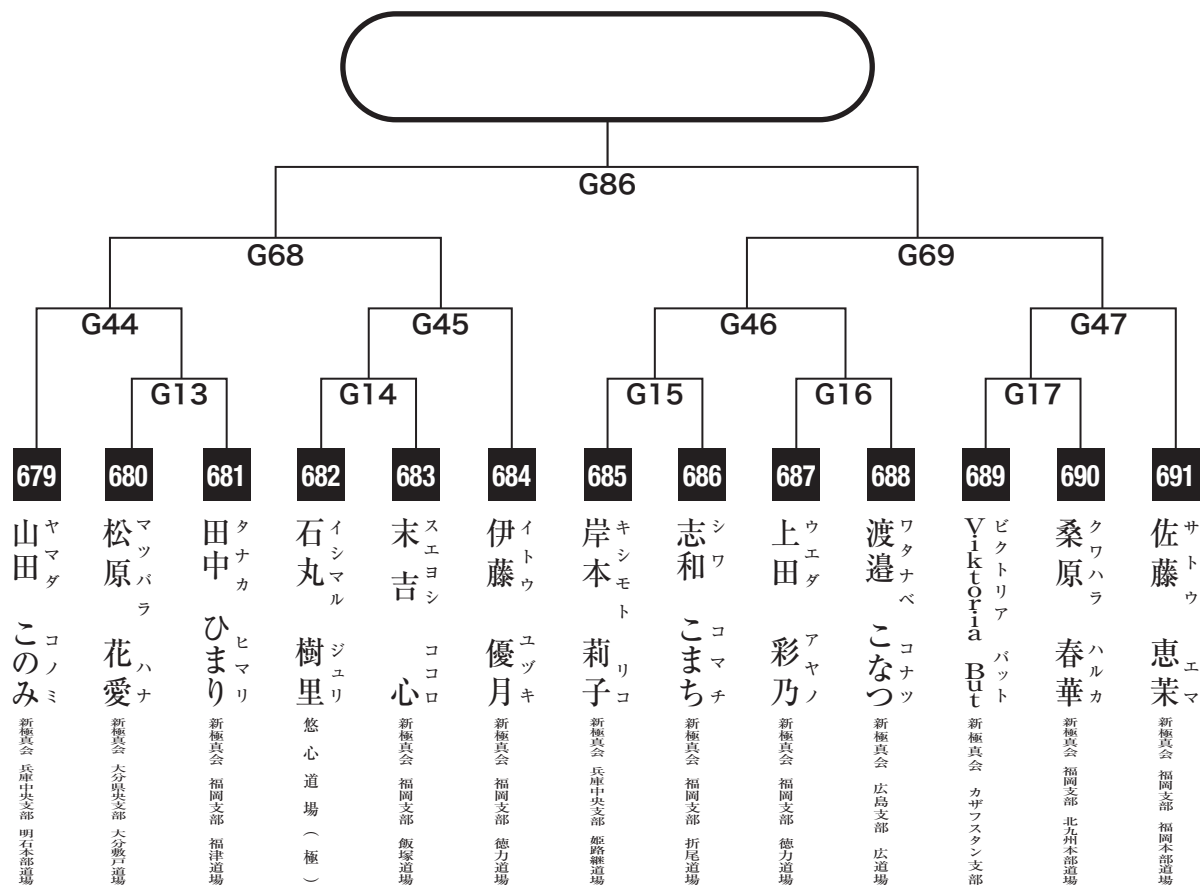 G86
G68
G69
G44
G45
G46
G47
G13
G14
G15
G16
G17
679
680
681
682
683
684
685
686
687
688
689
690
691
山田 このみ
ヤマダ コノミ
新極真会 兵庫中央支部 明石本部道場
松原 花愛
マツバラ ハナ
新極真会 大分県央支部 大分敷戸道場
田中 ひまり
タナカ ヒマリ
新極真会 福岡支部 福津道場
石丸 樹里
イシマル ジュリ
悠心道場(極)
末吉 心
スエヨシ ココロ
新極真会 福岡支部 飯塚道場
伊藤 優月
イトウ ユヅキ
新極真会 福岡支部 徳力道場
岸本 莉子
キシモト リコ
新極真会 兵庫中央支部 姫路継道場
志和 こまち
シワ コマチ
新極真会 福岡支部 折尾道場
上田 彩乃
ウエダ アヤノ
新極真会 福岡支部 徳力道場
渡邉 こなつ
ワタナベ コナツ
新極真会 広島支部 広道場
Viktoria But
ビクトリア バット
新極真会 カザフスタン支部
桑原 春華
クワハラ ハルカ
新極真会 福岡支部 北九州本部道場
佐藤 恵茉
サトウ エマ
新極真会 福岡支部 福岡本部道場